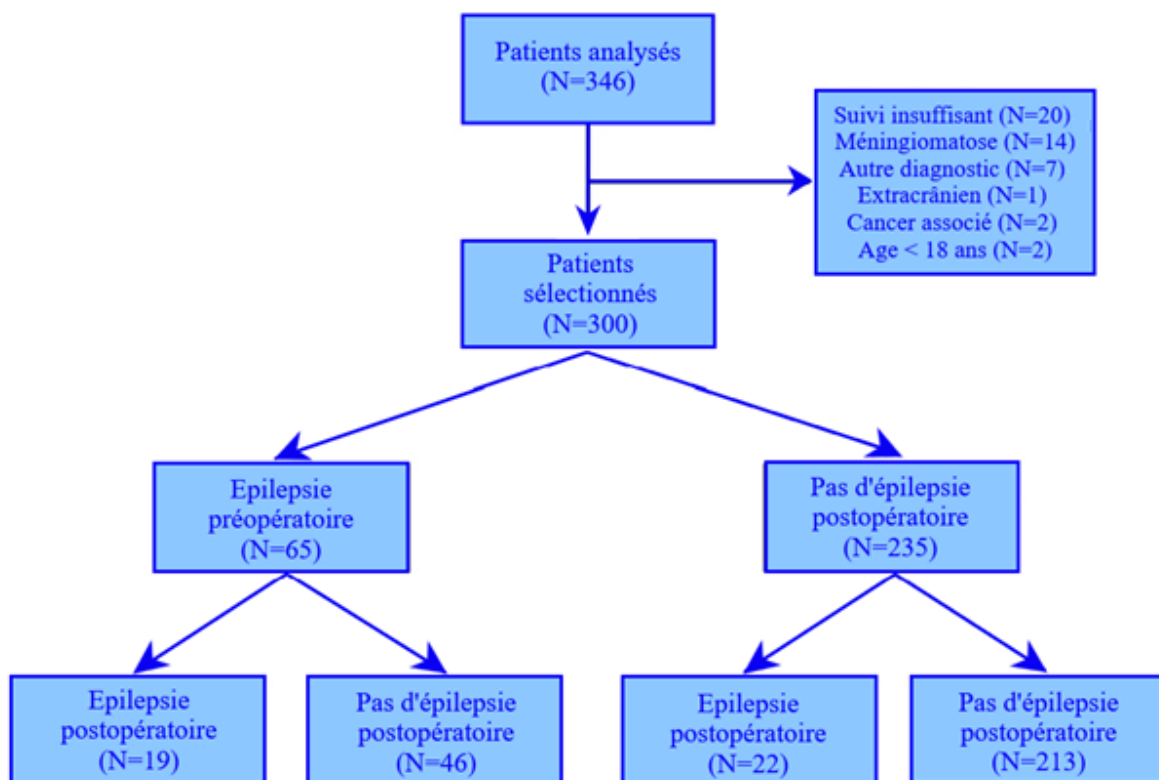 Patients analysés
(N=346)
Suivi insuffisant (N=20)
Méningiomatose (N=14)
Autre diagnostic (N=7)
Extracrânien (N=1)
Cancer associé (N=2)
Age < 18 ans (N=2)
Patients
sélectionnés
(N=300)
Epilepsie
préopératoire
(N=65)
Pas d'épilepsie
postopératoire
(N=235)
Epilepsie
postopératoire
(N=19)
Pas d'épilepsie
postopératoire
(N=46)
Epilepsie
postopératoire
(N=22)
Pas d'épilepsie
postopératoire
(N=213)